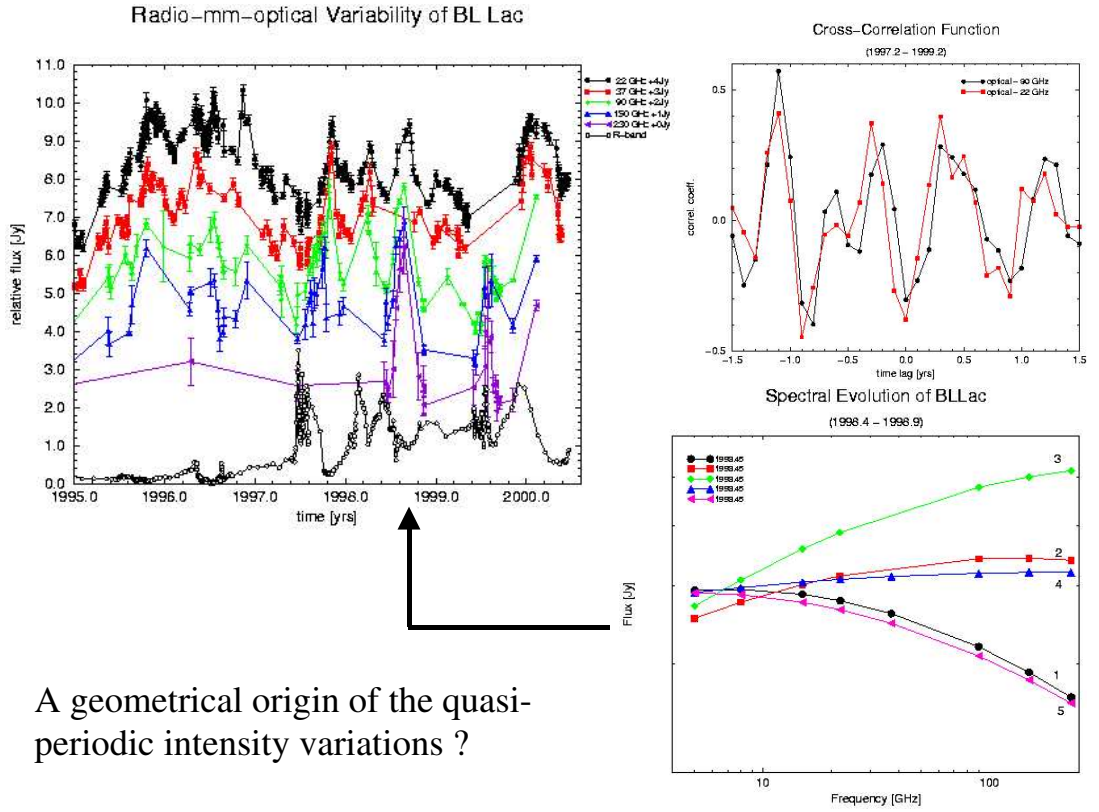 Radio-mm-optical Variability of BL Lac
11.0
10.0
9.0
8.0
7.0
6.0
5.0
4.0
3.0
2.0
1.0
0.0
relative flux [Jy]
1995.0 1996.0 1997.0 1998.0 1999.0 2000.0
time [yrs]
22 GHz +4Jy
37 GHz +3Jy
90 GHz +2Jy
150 GHz +1Jy
230 GHz +0Jy
R-band
Cross-Correlation Function
(1997.2 - 1999.2)
optical - 90 GHz
optical - 22 GHz
0.5
0.0
-0.5
correl. coeff.
-1.5 -1.0 -0.5 0.0 0.5 1.0 1.5
time lag [yrs]
Spectral Evolution of BLLac
(1998.4 - 1998.9)
1998.45
1998.45
1998.45
1998.45
1998.45
3
2
4
1
5
Flux [Jy]
10 100
Frequency [GHz]
A geometrical origin of the quasi-
periodic intensity variations ?